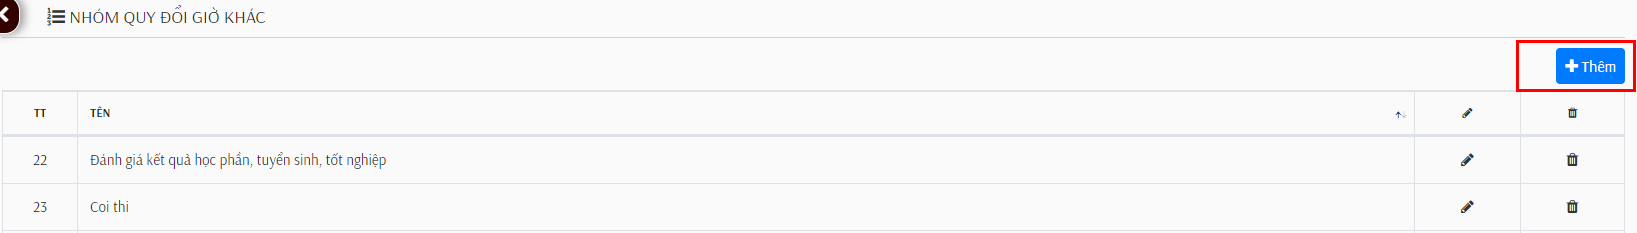 NHÓM QUY ĐỔI GIỜ KHÁC
Thêm
TT TÊN
22 Đánh giá kết quả học phần, tuyển sinh, tốt nghiệp
23 Coi thi